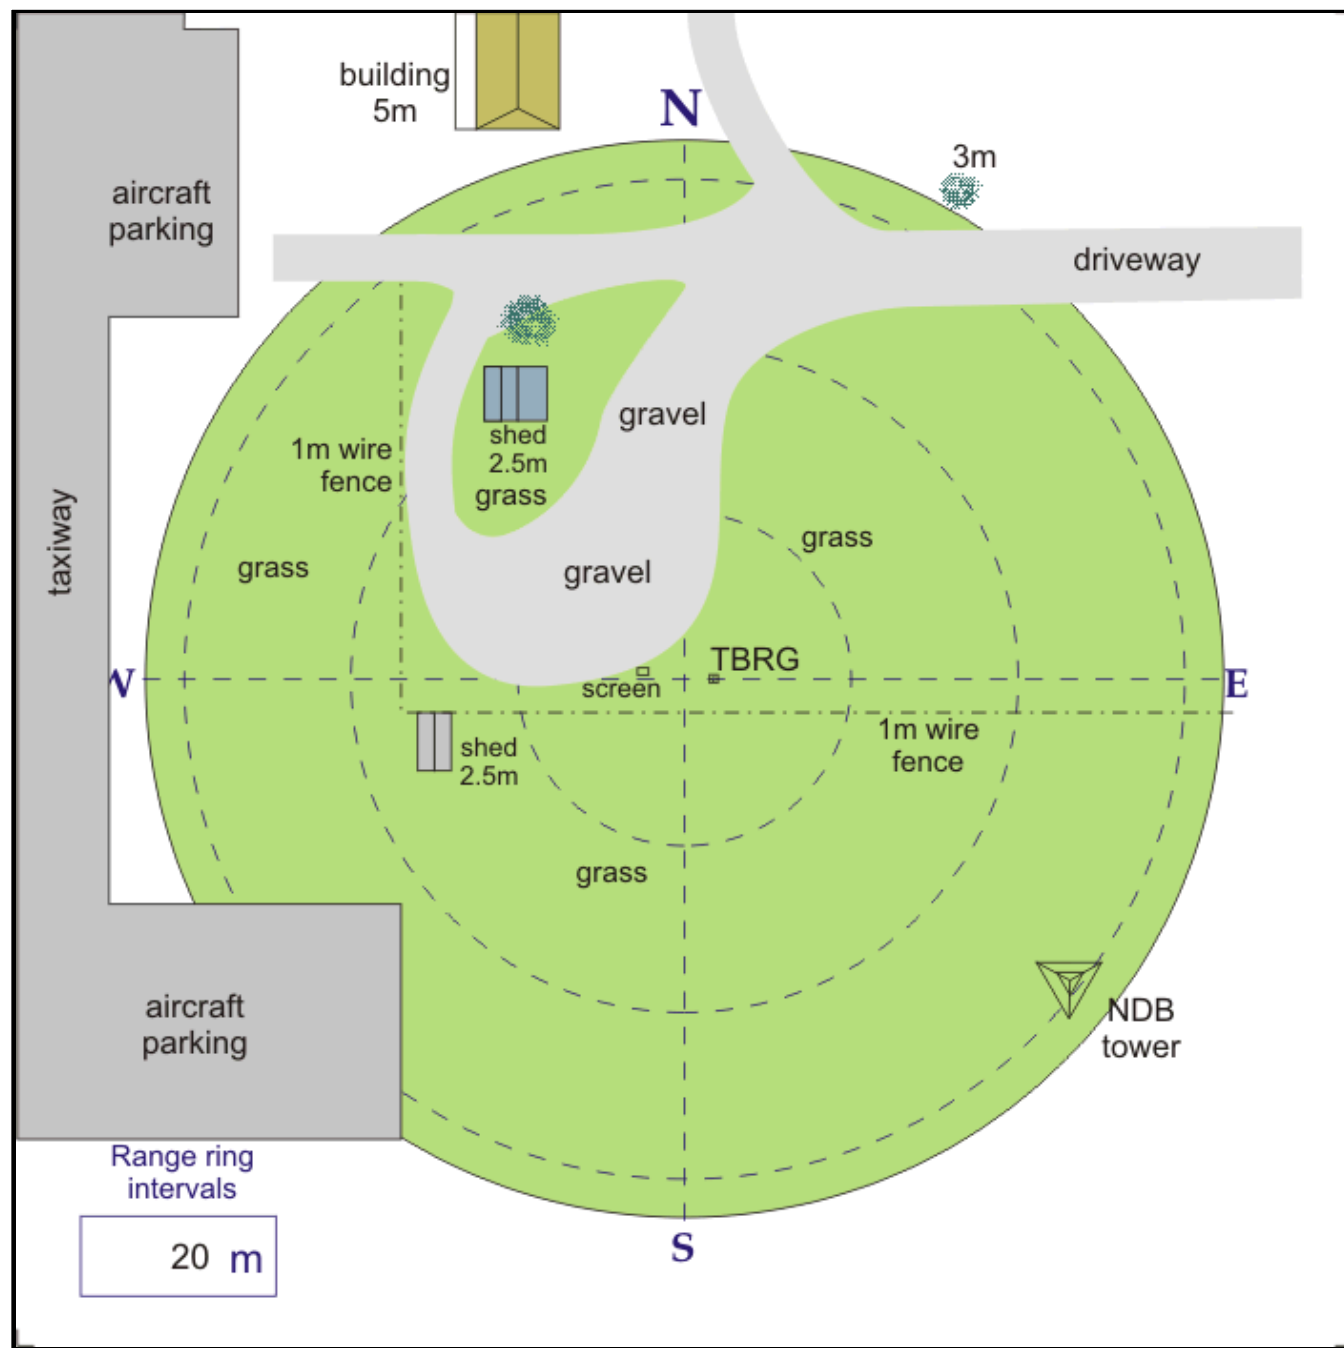 building
5m
N
3m
aircraft
parking
driveway
gravel
shed
2.5m
1m wire
fence
grass
grass
taxiway
grass
gravel
TBRG
screen
W
E
1m wire
fence
shed
2.5m
grass
aircraft
parking
NDB
tower
Range ring
intervals
20 m
S